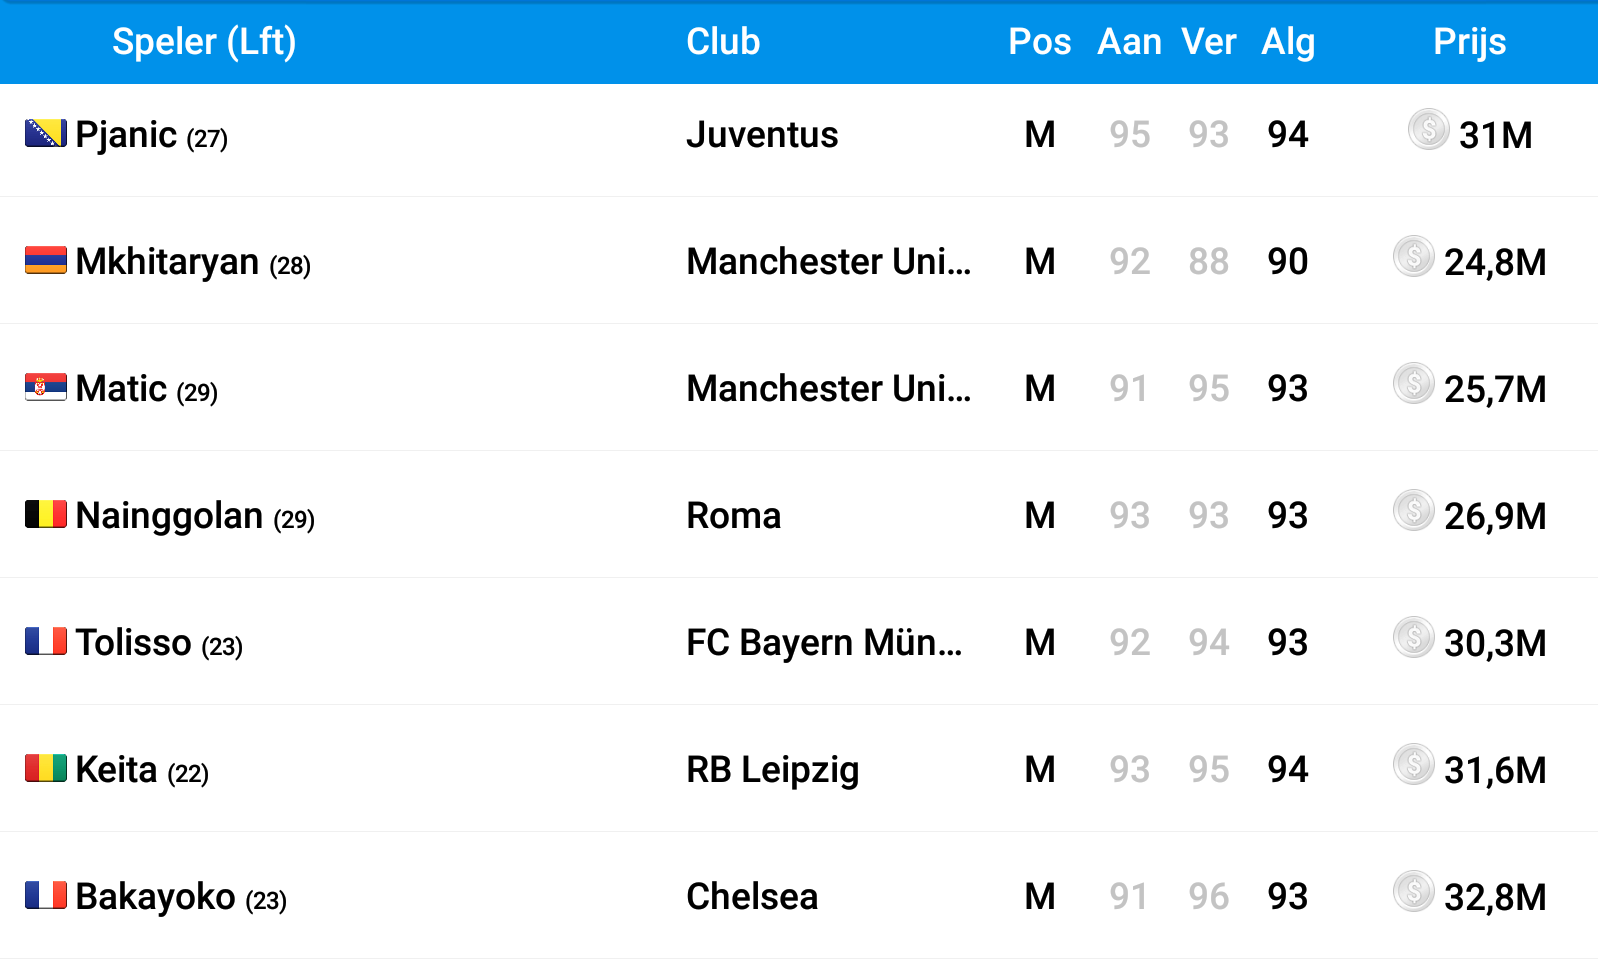 Speler (Lft) Club Pos Aan Ver Alg Prijs
Pjanic (27) Juventus M 95 93 94 $ 31M
Mkhitaryan (28) Manchester Uni... M 92 88 90 $ 24,8M
Matic (29) Manchester Uni... M 91 95 93 $ 25,7M
Nainggolan (29) Roma M 93 93 93 $ 26,9M
Tolisso (23) FC Bayern Mün... M 92 94 93 $ 30,3M
Keita (22) RB Leipzig M 93 95 94 $ 31,6M
Bakayoko (23) Chelsea M 91 96 93 $ 32,8M